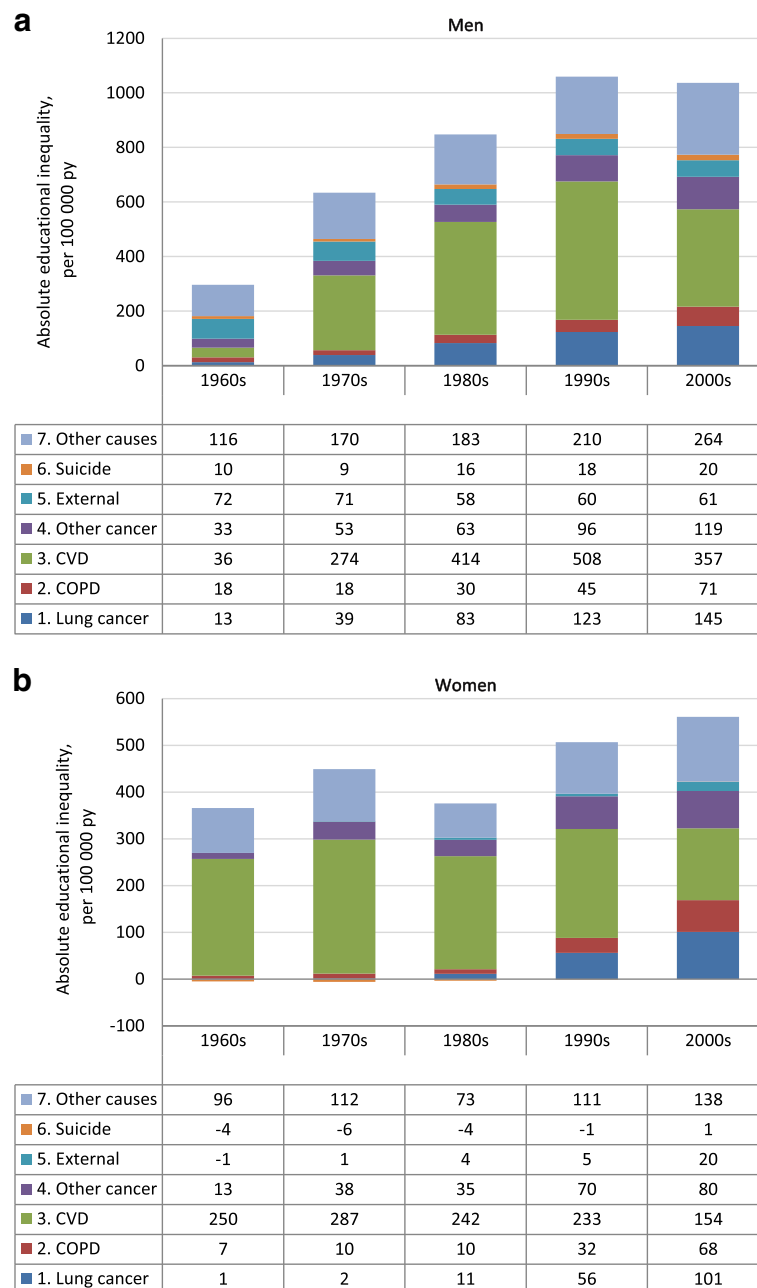 a
Men
Absolute educational inequality,
per 100 000 py
1200
1000
800
600
400
200
0
1960s 1970s 1980s 1990s 2000s
7. Other causes 116 170 183 210 264
6. Suicide 10 9 16 18 20
5. External 72 71 58 60 61
4. Other cancer 33 53 63 96 119
3. CVD 36 274 414 508 357
2. COPD 18 18 30 45 71
1. Lung cancer 13 39 83 123 145
b
Women
Absolute educational inequality,
per 100 000 py
600
500
400
300
200
100
0
-100
1960s 1970s 1980s 1990s 2000s
7. Other causes 96 112 73 111 138
6. Suicide -4 -6 -4 -1 1
5. External -1 1 4 5 20
4. Other cancer 13 38 35 70 80
3. CVD 250 287 242 233 154
2. COPD 7 10 10 32 68
1. Lung cancer 1 2 11 56 101